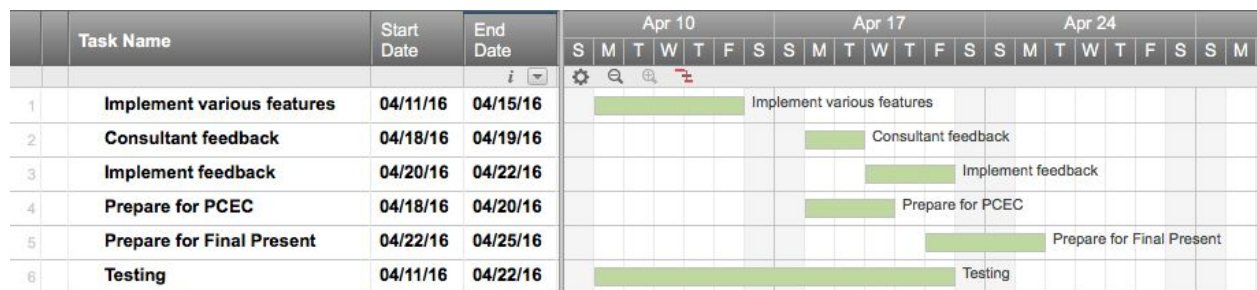 Task Name Start Date End Date Apr 10 Apr 17 Apr 24
S M T W T F S S M T W T F S S M T W T F S S M
i
1 Implement various features 04/11/16 04/15/16 Implement various features
2 Consultant feedback 04/18/16 04/19/16 Consultant feedback
3 Implement feedback 04/20/16 04/22/16 Implement feedback
4 Prepare for PCEC 04/18/16 04/20/16 Prepare for PCEC
5 Prepare for Final Present 04/22/16 04/25/16 Prepare for Final Present
6 Testing 04/11/16 04/22/16 Testing